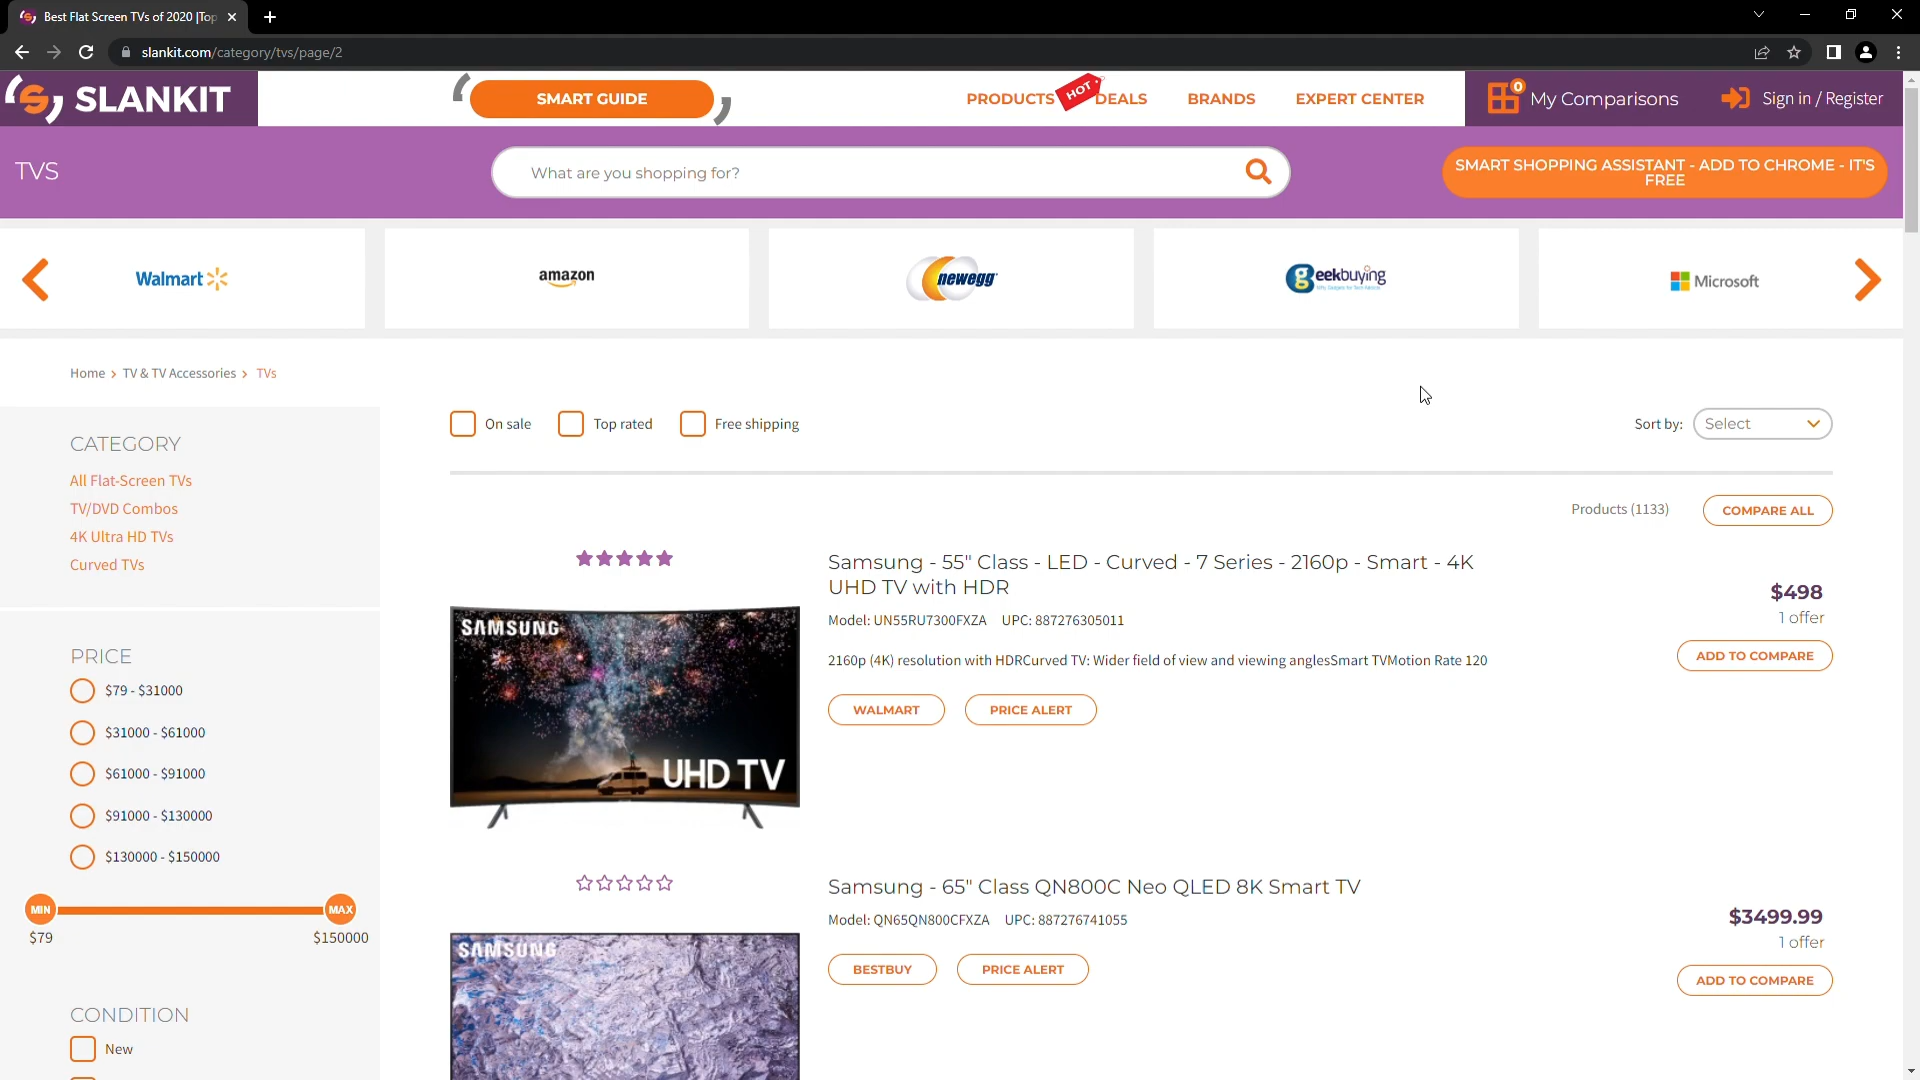 Best Flat Screen TVs of 2020 |Top
slankit.com/category/tvs/page/2
SLANKIT
SMART GUIDE
PRODUCTS
HOT
DEALS
BRANDS
EXPERT CENTER
0
My Comparisons
Sign in / Register
TVS
What are you shopping for?
SMART SHOPPING ASSISTANT - ADD TO CHROME - IT'S
FREE
Walmart
amazon
newegg
geekbuying
Microsoft
Home > TV & TV Accessories > TVs
CATEGORY
All Flat-Screen TVs
TV/DVD Combos
4K Ultra HD TVs
Curved TVs
PRICE
$79 - $31000
$31000 - $61000
$61000 - $91000
$91000 - $130000
$130000 - $150000
MIN
MAX
$79
$150000
CONDITION
New
On sale
Top rated
Free shipping
Sort by:
Select
Products (1133)
COMPARE ALL
Samsung - 55" Class - LED - Curved - 7 Series - 2160p - Smart - 4K
UHD TV with HDR
Model: UN55RU7300FXZA UPC: 887276305011
2160p (4K) resolution with HDRCurved TV: Wider field of view and viewing anglesSmart TVMotion Rate 120
WALMART
PRICE ALERT
$498
1 offer
ADD TO COMPARE
SAMSUNG
UHD TV
Samsung - 65" Class QN800C Neo QLED 8K Smart TV
Model: QN65QN800CFXZA UPC: 887276741055
BESTBUY
PRICE ALERT
$3499.99
1 offer
ADD TO COMPARE
SAMSUNG